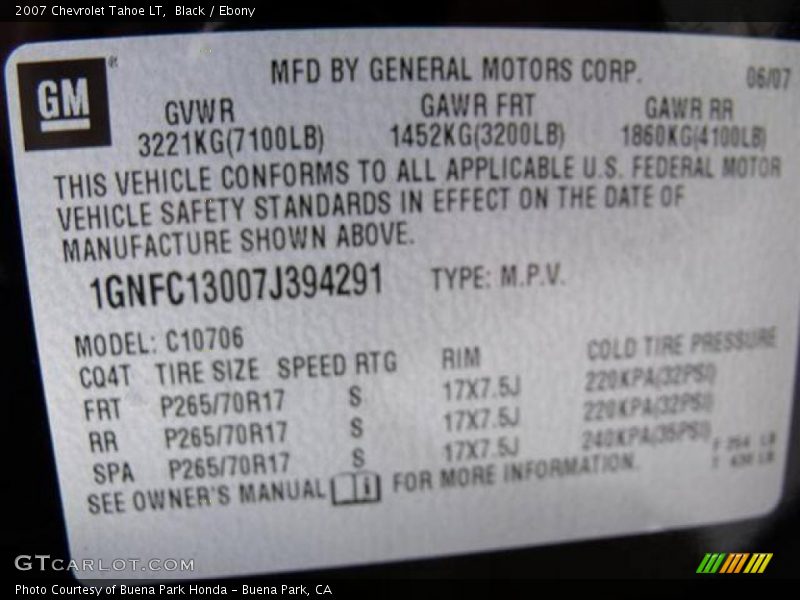 2007 Chevrolet Tahoe LT,  Black / Ebony
GM® MFD BY GENERAL MOTORS CORP. 06/07
GVWR GAWR FRT GAWR RR
3221KG(7100LB) 1452KG(3200LB) 1860KG(4100LB)
THIS VEHICLE CONFORMS TO ALL APPLICABLE U.S. FEDERAL MOTOR
VEHICLE SAFETY STANDARDS IN EFFECT ON THE DATE OF
MANUFACTURE SHOWN ABOVE.
1GNFC13007J394291 TYPE: M.P.V.
MODEL: C10706
CQ4T TIRE SIZE SPEED RTG RIM COLD TIRE PRESSURE
FRT P265/70R17 S 17X7.5J 220KPA(32PSI)
RR P265/70R17 S 17X7.5J 220KPA(32PSI)
SPA P265/70R17 S 17X7.5J 240KPA(35PSI)
SEE OWNER'S MANUAL i FOR MORE INFORMATION.
GTCARLOT.COM
Photo Courtesy of Buena Park Honda - Buena Park, CA